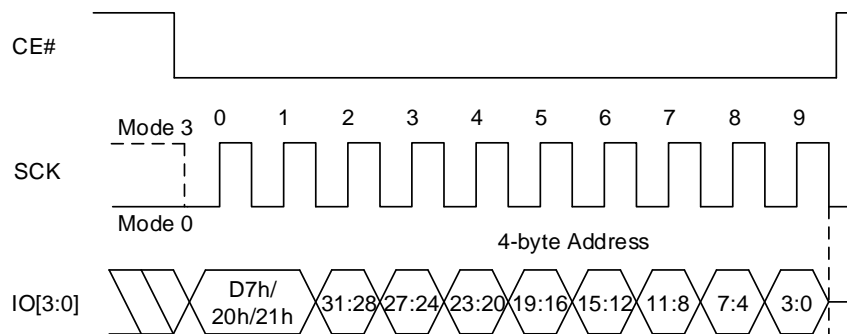 CE#
Mode 3
0 1 2 3 4 5 6 7 8 9
SCK
Mode 0
4-byte Address
IO[3:0]
D7h/
20h/21h
31:28 27:24 23:20 19:16 15:12 11:8 7:4 3:0